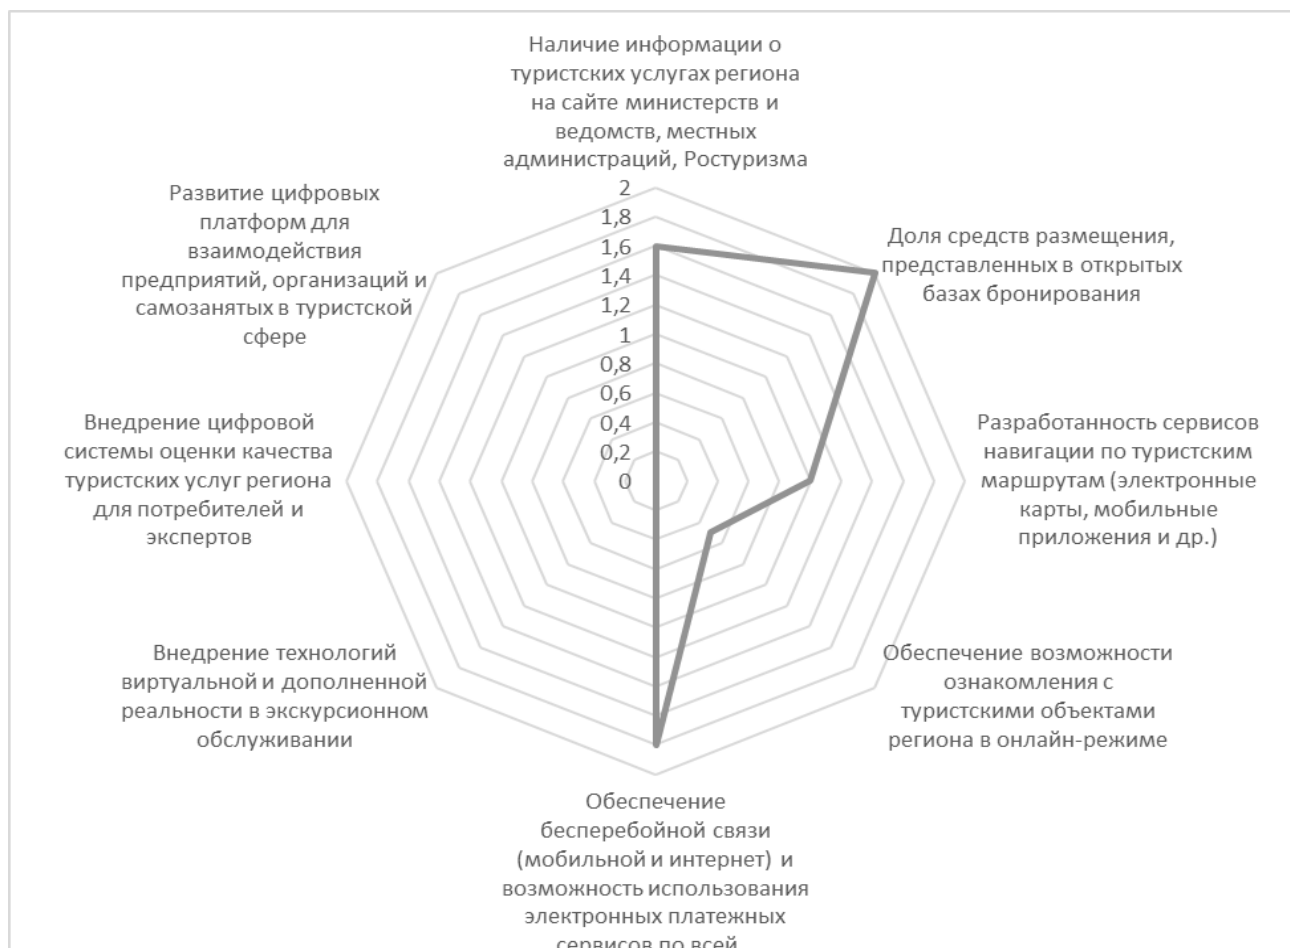 Наличие информации о
туристских услугах региона
на сайте министерств и
ведомств, местных
администраций, Ростуризма
Развитие цифровых
платформ для
взаимодействия
предприятий, организаций и
самозанятых в туристской
сфере
2
1,8
1,6
1,4
1,2
1
0,8
0,6
0,4
0,2
0
Доля средств размещения,
представленных в открытых
базах бронирования
Внедрение цифровой
системы оценки качества
туристских услуг региона
для потребителей и
экспертов
Разработанность сервисов
навигации по туристским
маршрутам (электронные
карты, мобильные
приложения и др.)
Внедрение технологий
виртуальной и дополненной
реальности в экскурсионном
обслуживании
Обеспечение возможности
ознакомления с
туристскими объектами
региона в онлайн-режиме
Обеспечение
бесперебойной связи
(мобильной и интернет) и
возможность использования
электронных платежных
сервисов по всей